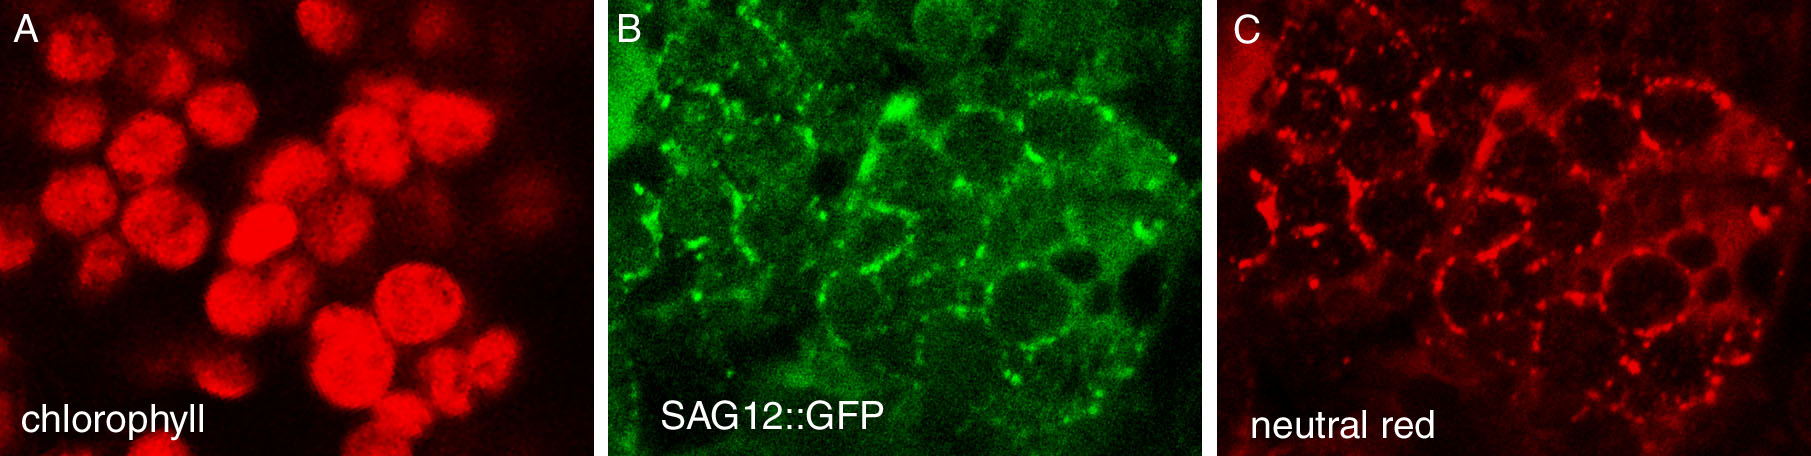 A
B
C
chlorophyll
SAG12::GFP
neutral red